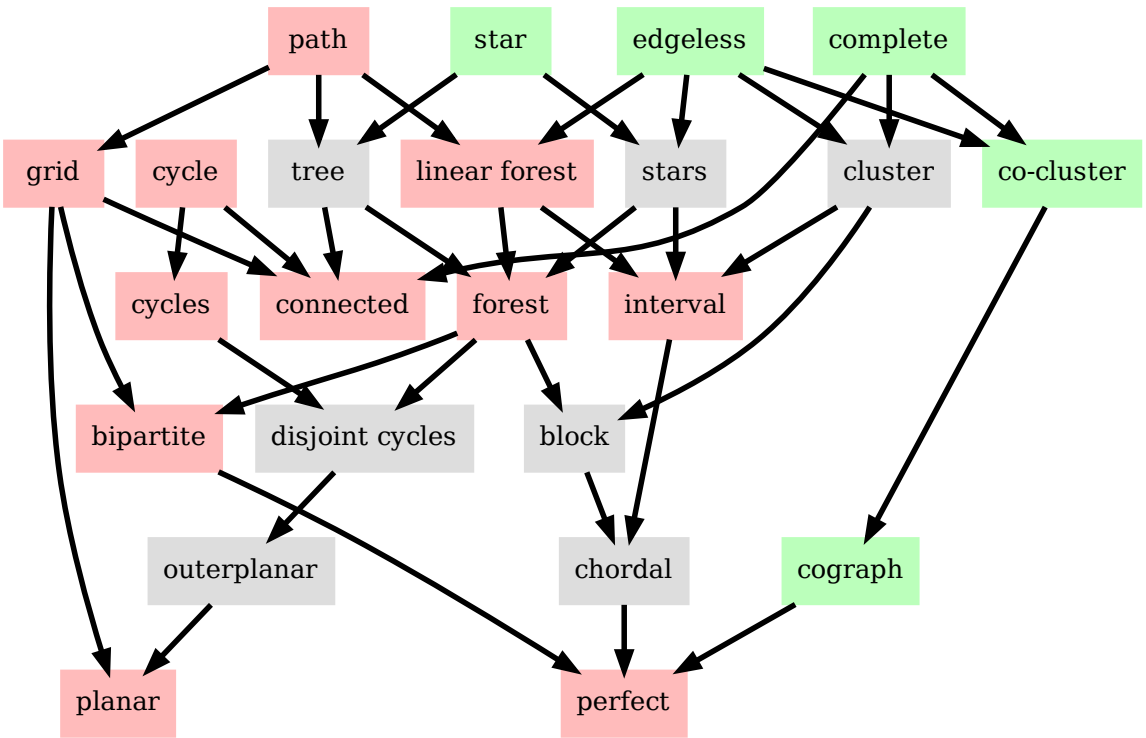 path
star
edgeless
complete
grid
cycle
tree
linear forest
stars
cluster
co-cluster
cycles
connected
forest
interval
bipartite
disjoint cycles
block
outerplanar
chordal
cograph
planar
perfect